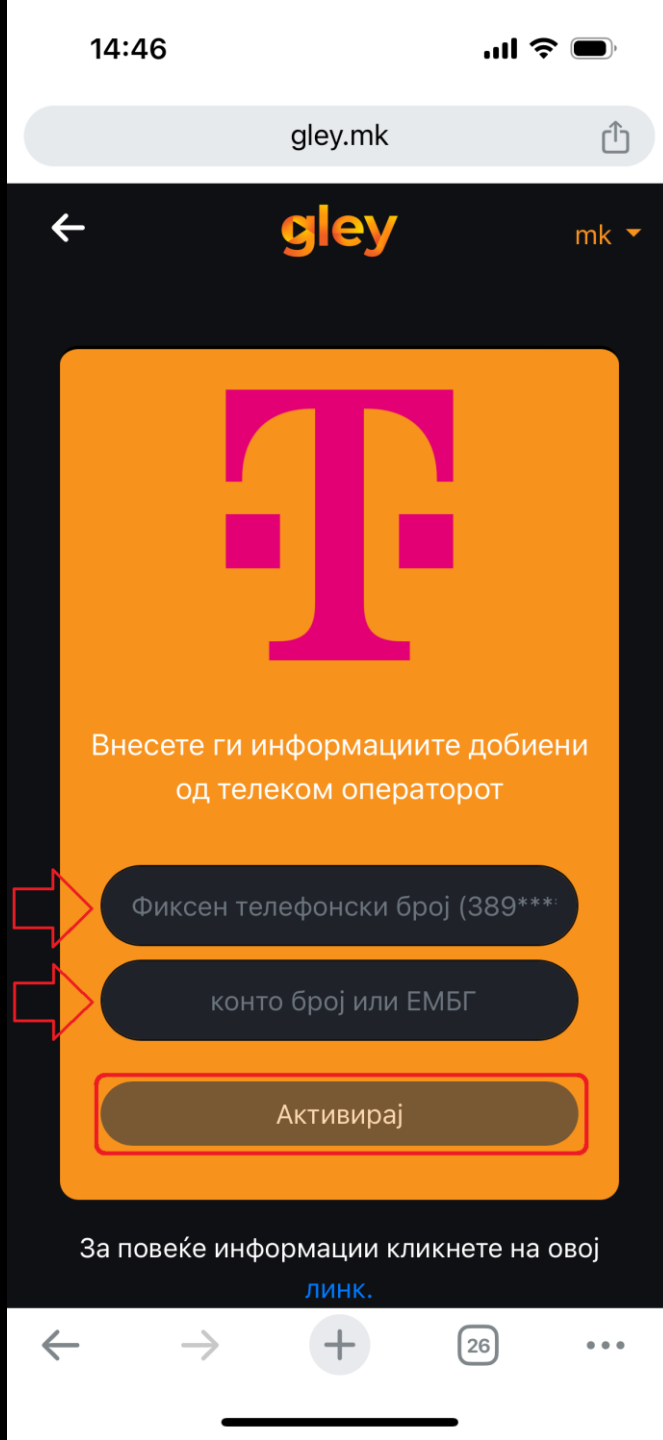 14:46
gley.mk
gley
mk
Внесете ги информациите добиени
од телеком операторот
Фиксен телефонски број (389***
конто број или ЕМБГ
Активирај
За повеќе информации кликнете на овој
линк.
26